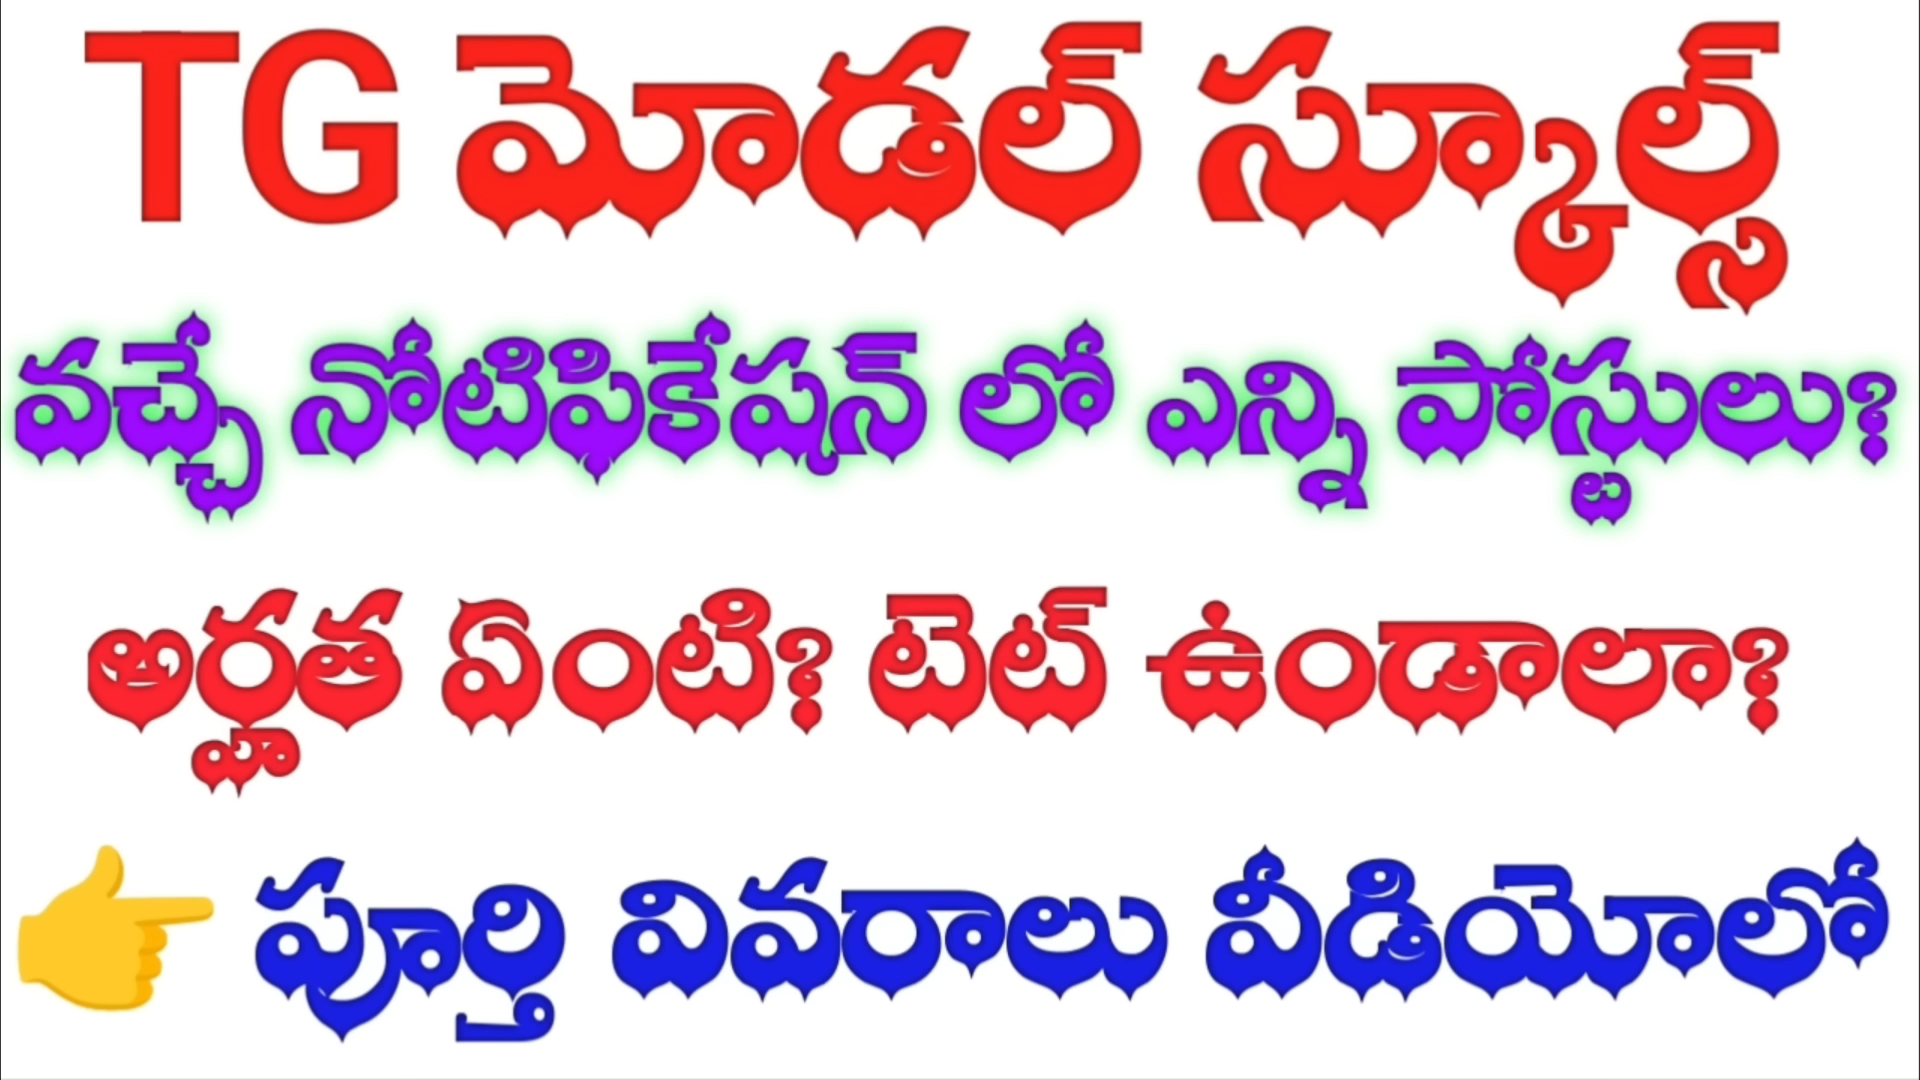 TG మోడల్ స్కూల్స్
వచ్చే నోటిఫికేషన్ లో ఎన్ని పోస్టులు?
అర్హత ఏంటి? టెట్ ఉండాలా?
👉 పూర్తి వివరాలు వీడియోలో